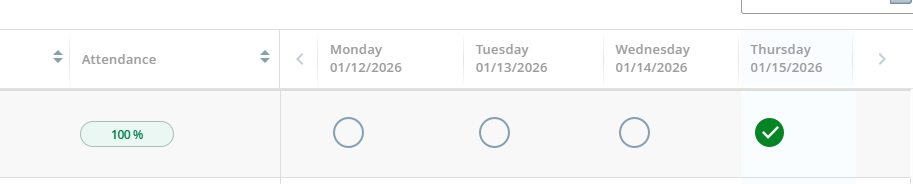 Attendance
Monday
01/12/2026
Tuesday
01/13/2026
Wednesday
01/14/2026
Thursday
01/15/2026
100 %